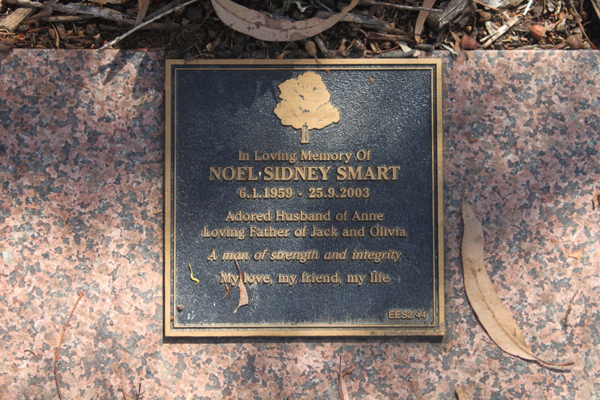 In Loving Memory Of
NOEL SIDNEY SMART
6.1.1959 - 25.9.2003
Adored Husband of Anne
Loving Father of Jack and Olivia
A man of strength and integrity
My love, my friend, my life
EES2/44